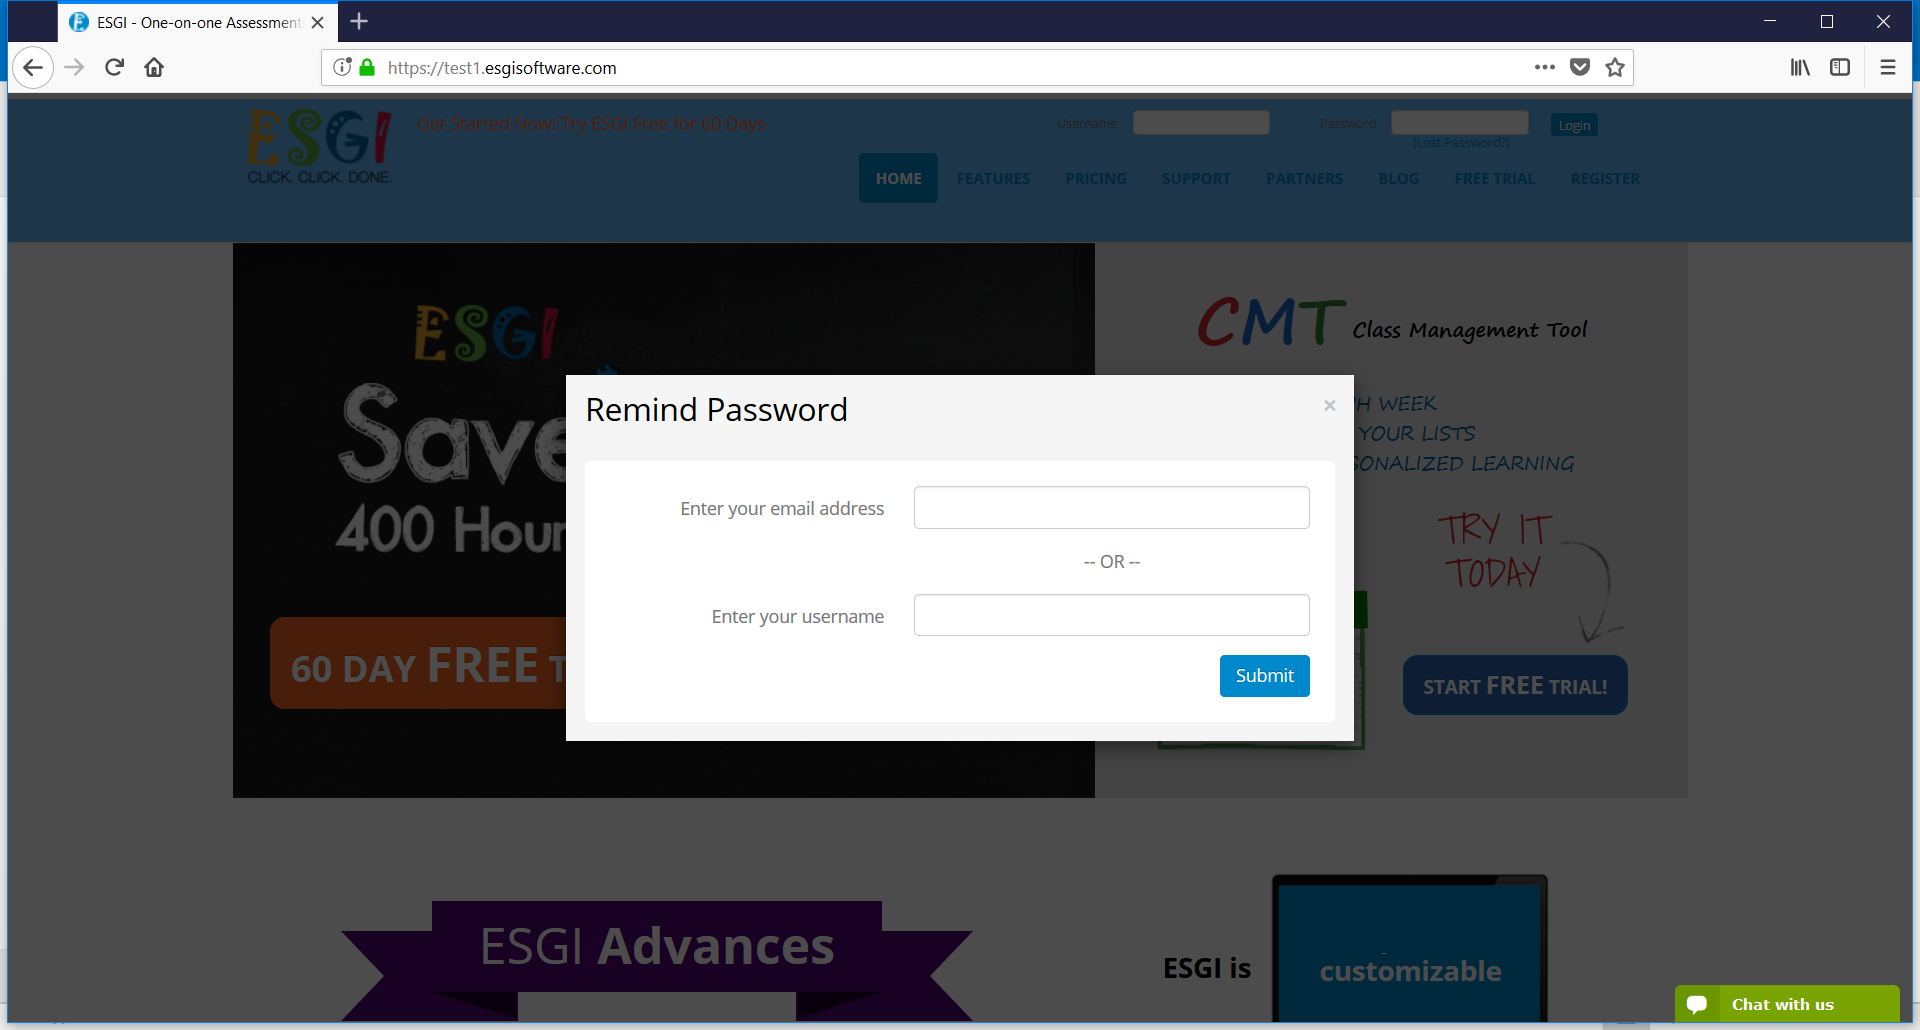 ESGI - One-on-one Assessment
https://test1.esgisoftware.com
ESGI
CLICK. CLICK. DONE.
Get Started Now! Try ESGI Free for 60 Days
Username
Password
Login
(Lost Password?)
HOME
FEATURES
PRICING
SUPPORT
PARTNERS
BLOG
FREE TRIAL
REGISTER
ESGI
Save
400 Hour
60 DAY FREE T
CMT Class Management Tool
H WEEK
YOUR LISTS
SONALIZED LEARNING
TRY IT
TODAY
START FREE TRIAL!
Remind Password
×
Enter your email address
-- OR --
Enter your username
Submit
ESGI Advances
ESGI is
customizable
Chat with us